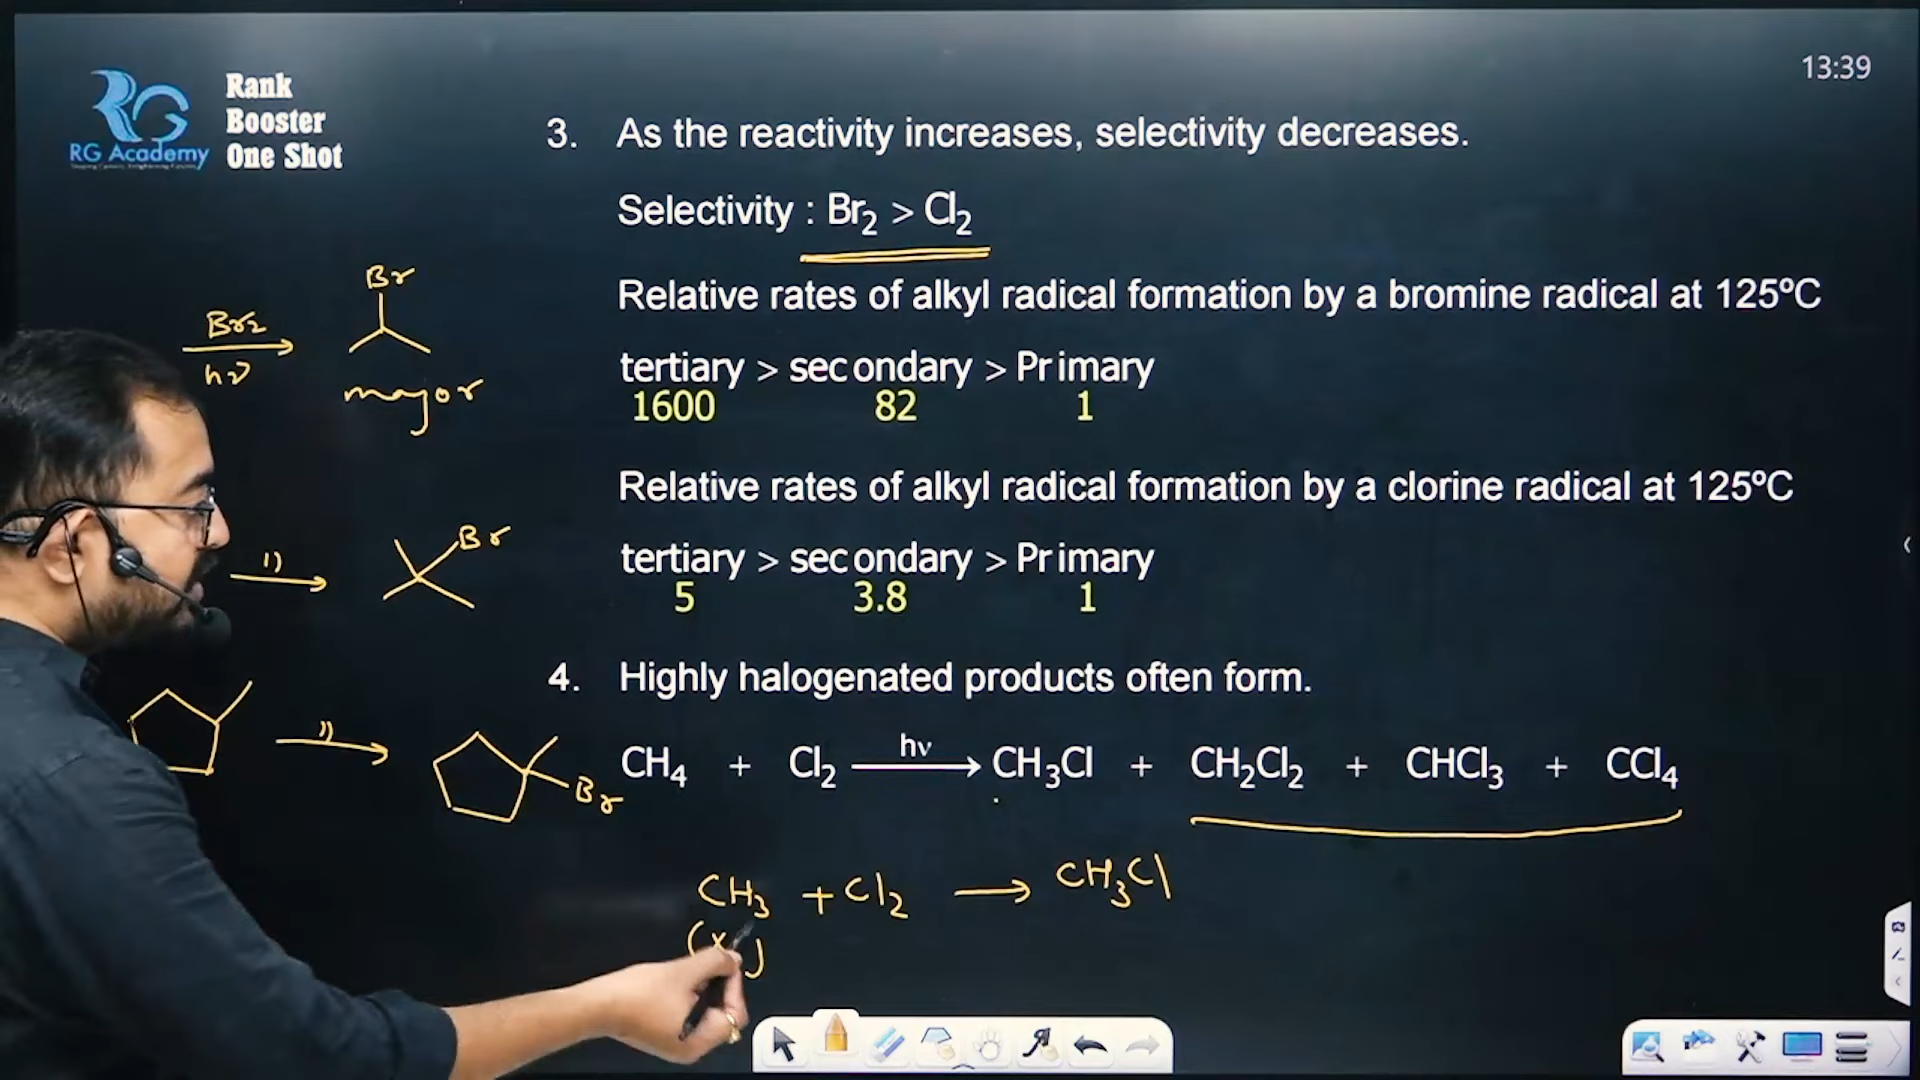 Rank
Booster
One Shot
RG Academy
13:39
3. As the reactivity increases, selectivity decreases.
Selectivity : Br₂ > Cl₂
Relative rates of alkyl radical formation by a bromine radical at 125ºC
tertiary > secondary > Primary
1600 82 1
Relative rates of alkyl radical formation by a clorine radical at 125ºC
tertiary > secondary > Primary
5 3.8 1
4. Highly halogenated products often form.
hν
CH₄ + Cl₂ ⟶ CH₃Cl + CH₂Cl₂ + CHCl₃ + CCl₄
CH₃ + Cl₂ ⟶ CH₃Cl
Br
Br₂
hν
major
Br
Br